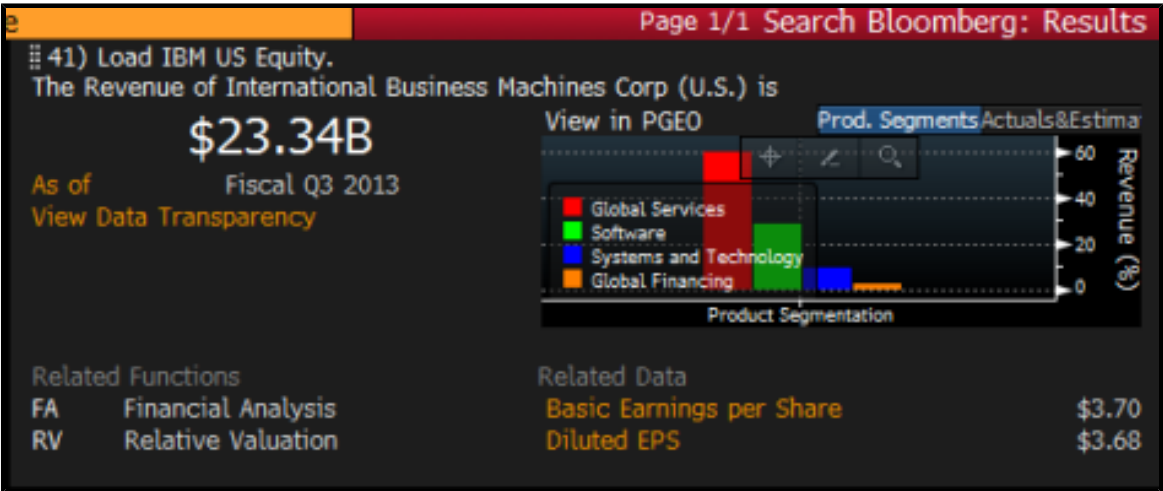 e
Page 1/1 Search Bloomberg: Results
41) Load IBM US Equity.
The Revenue of International Business Machines Corp (U.S.) is
$23.34B
As of Fiscal Q3 2013
View Data Transparency
View in PGEO
Prod. Segments Actuals&Estima
Global Services
Software
Systems and Technology
Global Financing
60
40
20
0
Revenue (%)
Product Segmentation
Related Functions
FA Financial Analysis
RV Relative Valuation
Related Data
Basic Earnings per Share $3.70
Diluted EPS $3.68